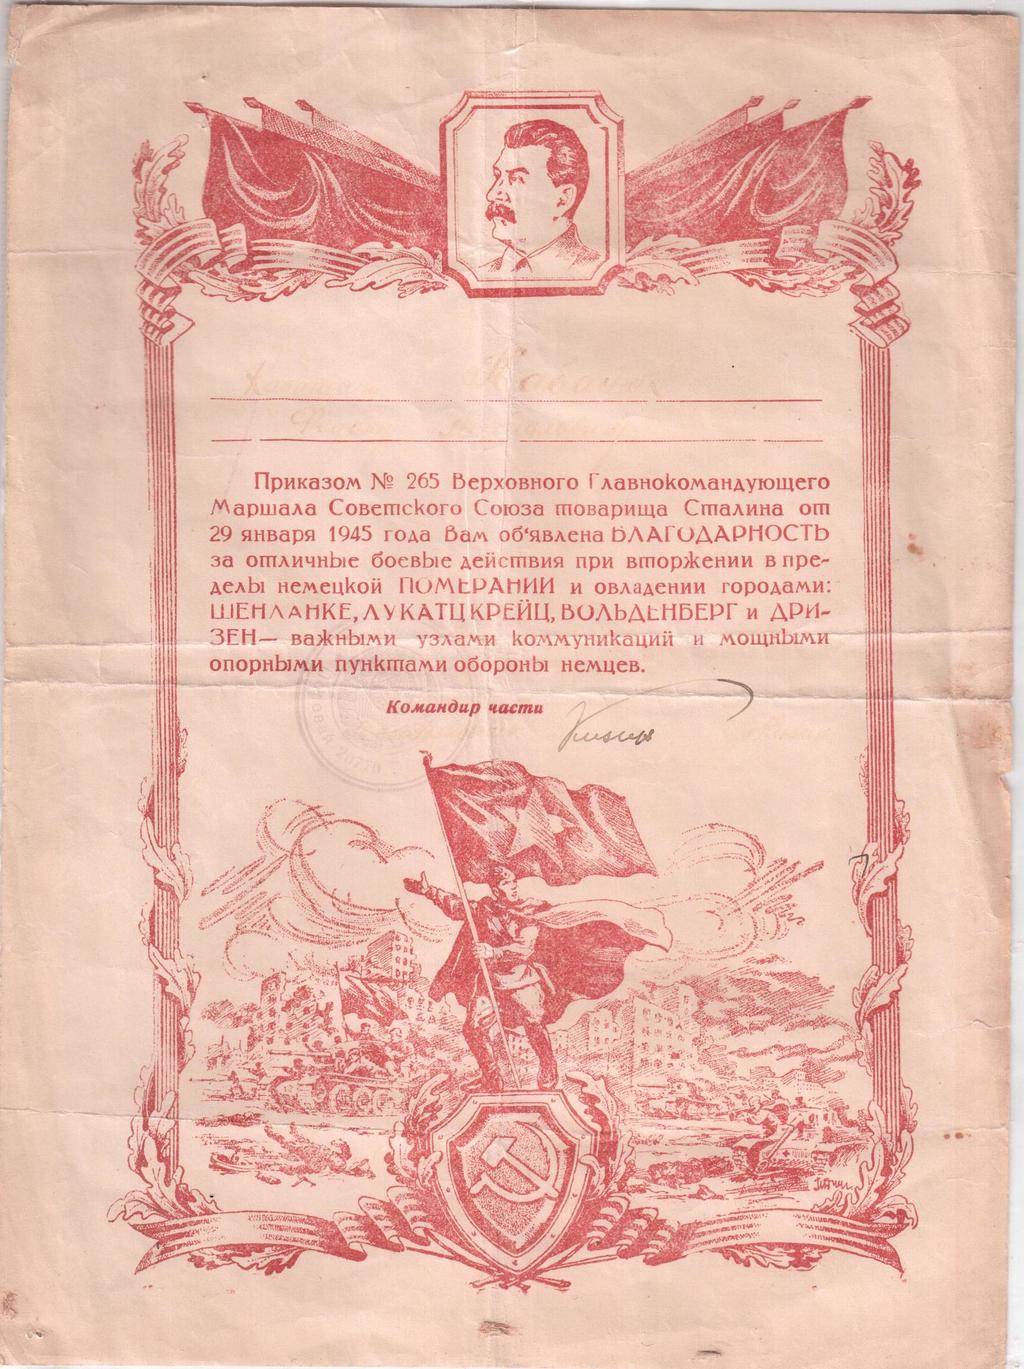 Приказом № 265 Верховного Главнокомандующего
Маршала Советского Союза товарища Сталина от
29 января 1945 года Вам об'явлена БЛАГОДАРНОСТЬ
за отличные боевые действия при вторжении в пре-
делы немецкой ПОМЕРАНИИ и овладении городами:
ШЕНЛАНКЕ, ЛУКАТЦ КРЕЙЦ, ВОЛЬДЕНБЕРГ и ДРИ-
ЗЕН— важными узлами коммуникаций и мощными
опорными пунктами обороны немцев.
Командир части